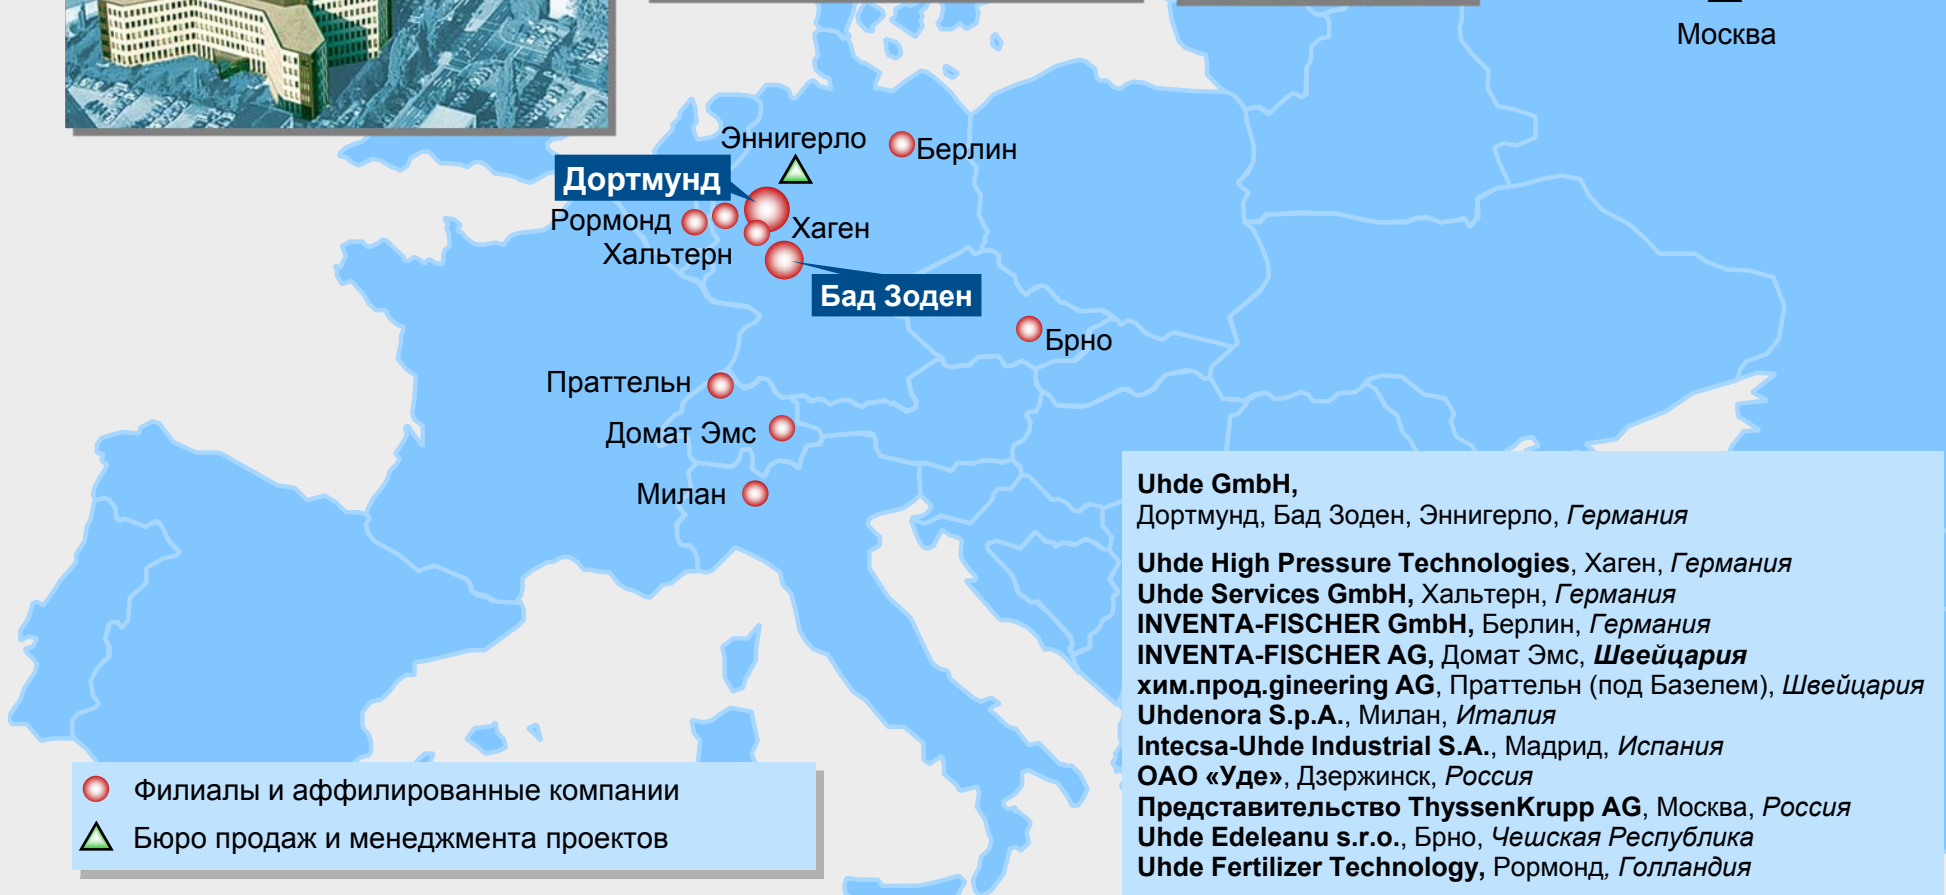 Москва
Эннигерло
Берлин
Дортмунд
Рормонд
Хаген
Хальтерн
Бад Зоден
Брно
Праттельн
Домат Эмс
Милан
Uhde GmbH,
Дортмунд, Бад Зоден, Эннигерло, Германия
Uhde High Pressure Technologies, Хаген, Германия
Uhde Services GmbH, Хальтерн, Германия
INVENTA-FISCHER GmbH, Берлин, Германия
INVENTA-FISCHER AG, Домат Эмс, Швейцария
хим.прод.gineering AG, Праттельн (под Базелем), Швейцария
Uhdenora S.p.A., Милан, Италия
Intecsa-Uhde Industrial S.A., Мадрид, Испания
ОАО «Уде», Дзержинск, Россия
Представительство ThyssenKrupp AG, Москва, Россия
Uhde Edeleanu s.r.o., Брно, Чешская Республика
Uhde Fertilizer Technology, Рормонд, Голландия
Филиалы и аффилированные компании
Бюро продаж и менеджмента проектов